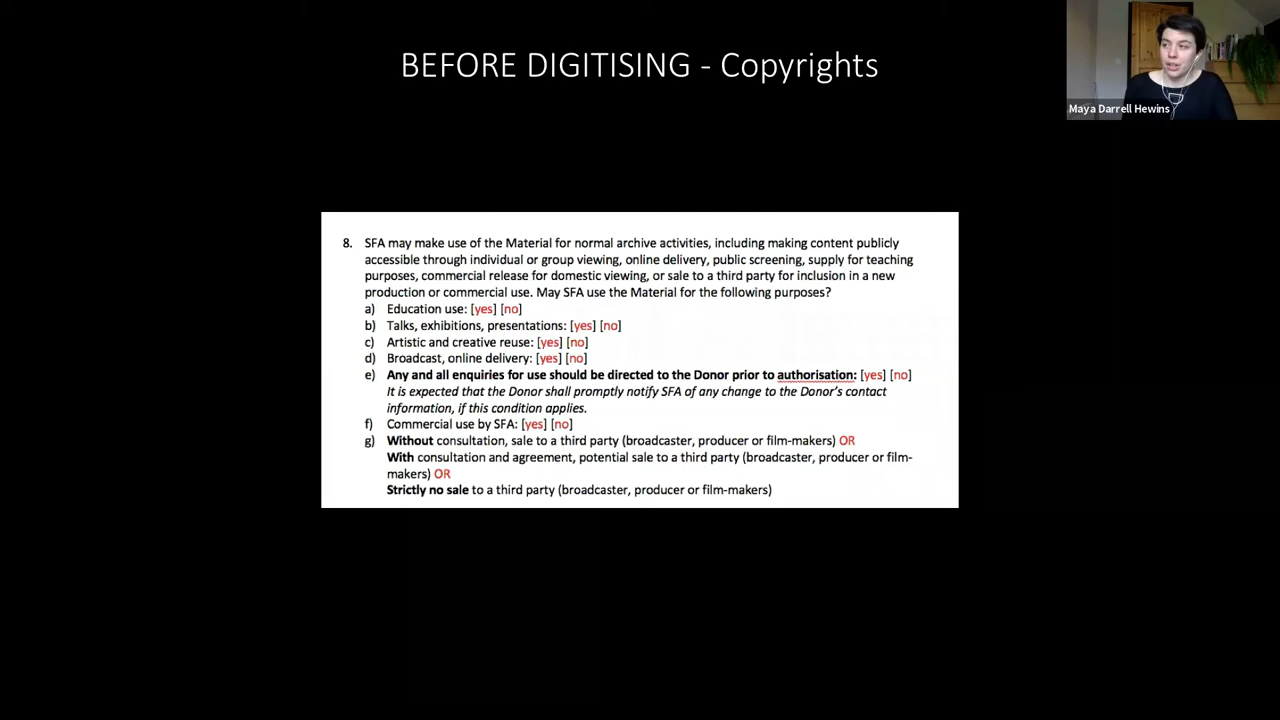 BEFORE DIGITISING - Copyrights
Maya Darrell Hewins
8. SFA may make use of the Material for normal archive activities, including making content publicly
accessible through individual or group viewing, online delivery, public screening, supply for teaching
purposes, commercial release for domestic viewing, or sale to a third party for inclusion in a new
production or commercial use. May SFA use the Material for the following purposes?
a) Education use: [yes] [no]
b) Talks, exhibitions, presentations: [yes] [no]
c) Artistic and creative reuse: [yes] [no]
d) Broadcast, online delivery: [yes] [no]
e) Any and all enquiries for use should be directed to the Donor prior to authorisation: [yes] [no]
It is expected that the Donor shall promptly notify SFA of any change to the Donor's contact
information, if this condition applies.
f) Commercial use by SFA: [yes] [no]
g) Without consultation, sale to a third party (broadcaster, producer or film-makers) OR
With consultation and agreement, potential sale to a third party (broadcaster, producer or film-
makers) OR
Strictly no sale to a third party (broadcaster, producer or film-makers)